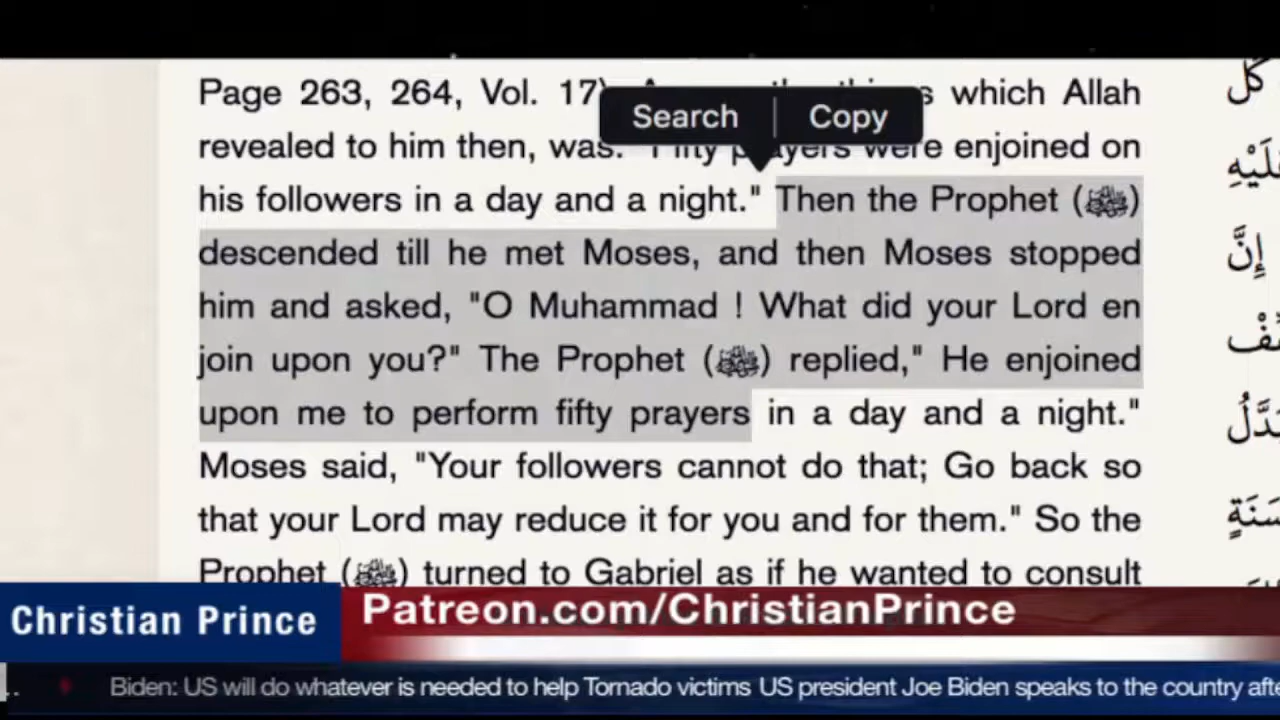 Page 263, 264, Vol. 17) which Allah
Search Copy
revealed to him then, was: "Fifty prayers were enjoined on
his followers in a day and a night." Then the Prophet (ﷺ)
descended till he met Moses, and then Moses stopped
him and asked, "O Muhammad ! What did your Lord en
join upon you?" The Prophet (ﷺ) replied," He enjoined
upon me to perform fifty prayers in a day and a night."
Moses said, "Your followers cannot do that; Go back so
that your Lord may reduce it for you and for them." So the
Prophet (ﷺ) turned to Gabriel as if he wanted to consult
إِنَّ
Christian Prince
Patreon.com/ChristianPrince
.. Biden: US will do whatever is needed to help Tornado victims US president Joe Biden speaks to the country afte